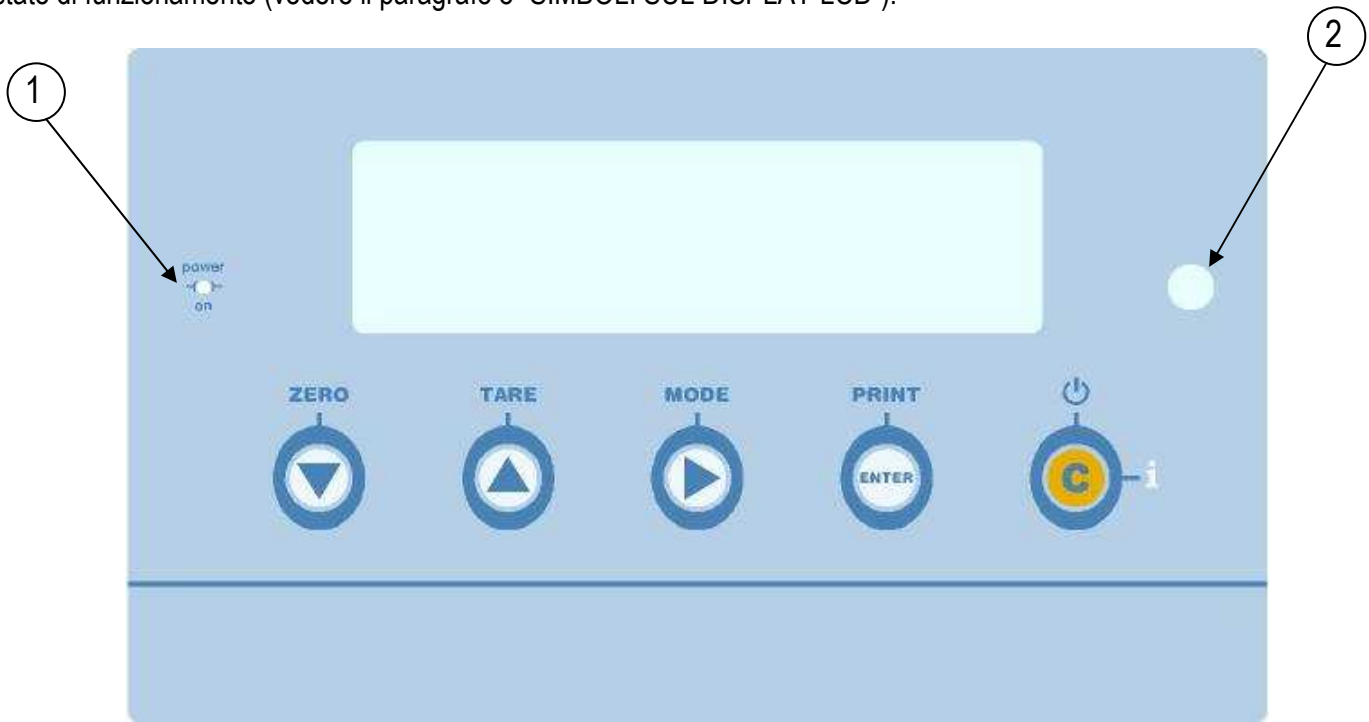 stato di funzionamento (vedere il paragrafo
SIMBOLI SUL DISPLAY LCD").
1
2
power
on
ZERO TARE MODE PRINT
ENTER C i